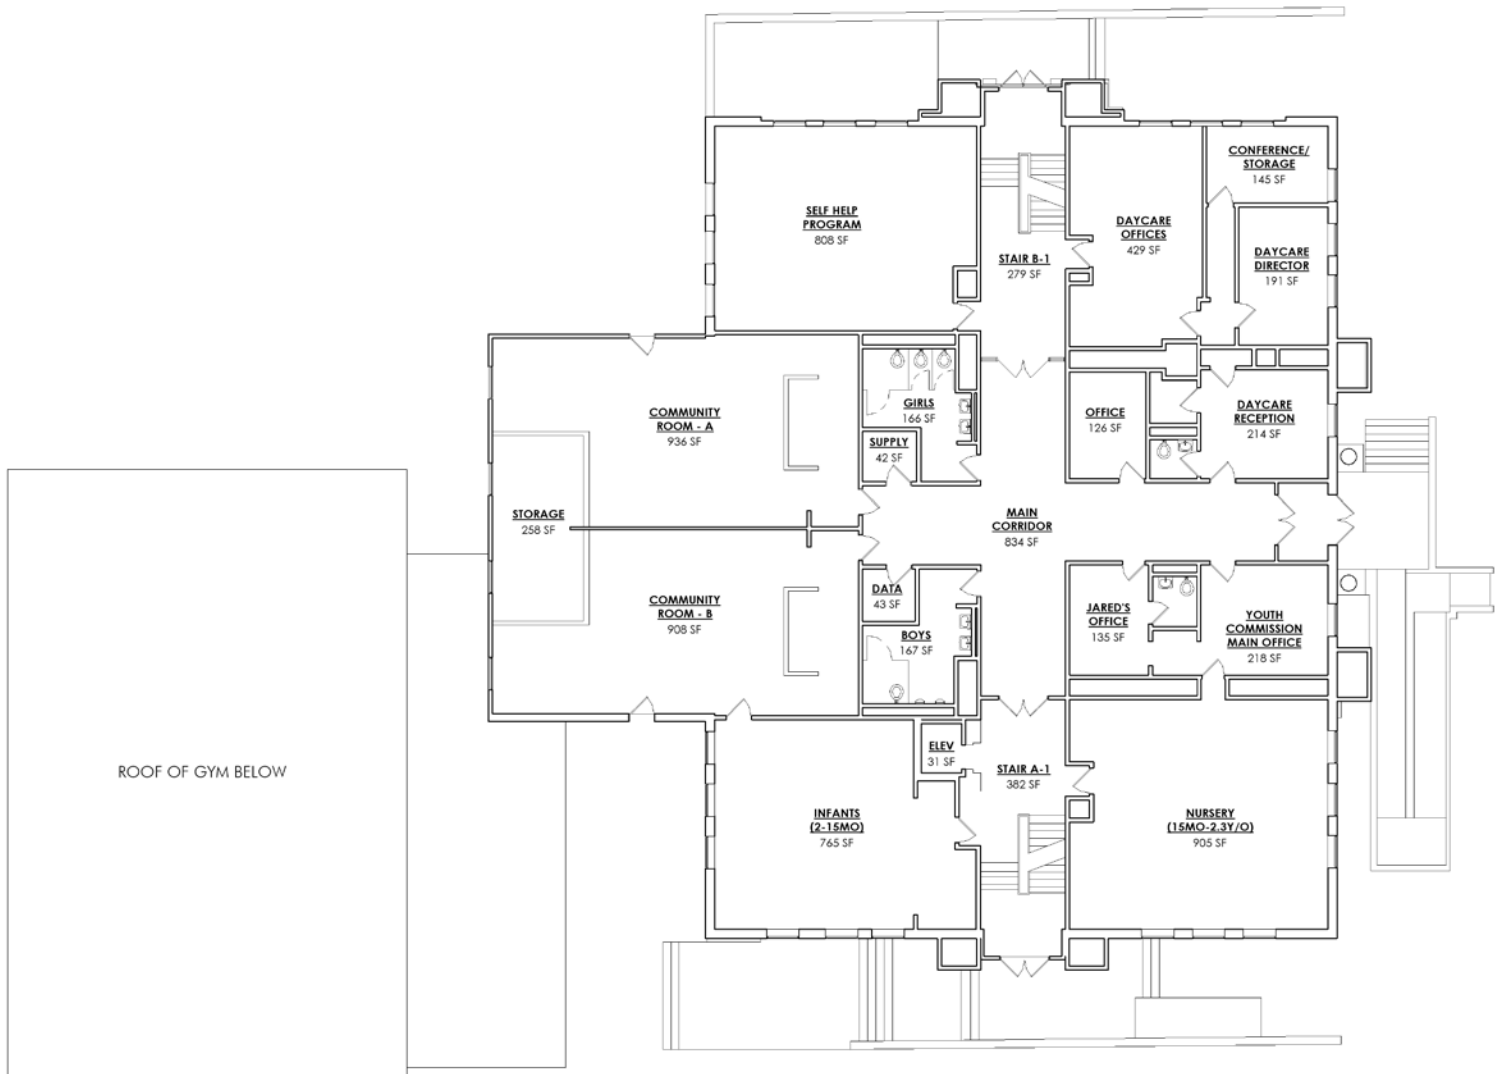 CONFERENCE/
STORAGE
145 SF
SELF HELP
PROGRAM
808 SF
DAYCARE
OFFICES
429 SF
STAIR B-1
279 SF
DAYCARE
DIRECTOR
191 SF
COMMUNITY
ROOM - A
936 SF
GIRLS
166 SF
OFFICE
126 SF
DAYCARE
RECEPTION
214 SF
SUPPLY
42 SF
STORAGE
258 SF
MAIN
CORRIDOR
834 SF
COMMUNITY
ROOM - B
908 SF
DATA
43 SF
BOYS
167 SF
JARED'S
OFFICE
135 SF
YOUTH
COMMISSION
MAIN OFFICE
218 SF
ROOF OF GYM BELOW
ELEV
31 SF
STAIR A-1
382 SF
INFANTS
(2-15MO)
765 SF
NURSERY
(15MO-2.3Y/O)
905 SF